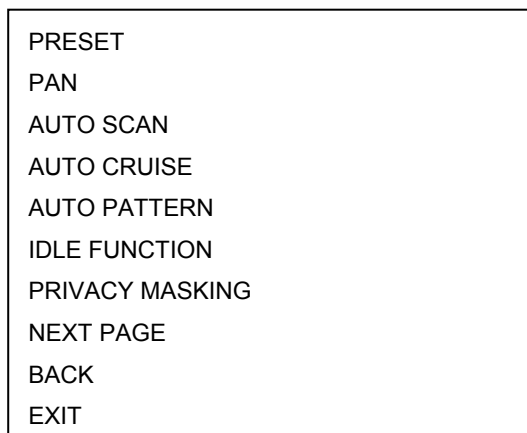 PRESET
PAN
AUTO SCAN
AUTO CRUISE
AUTO PATTERN
IDLE FUNCTION
PRIVACY MASKING
NEXT PAGE
BACK
EXIT